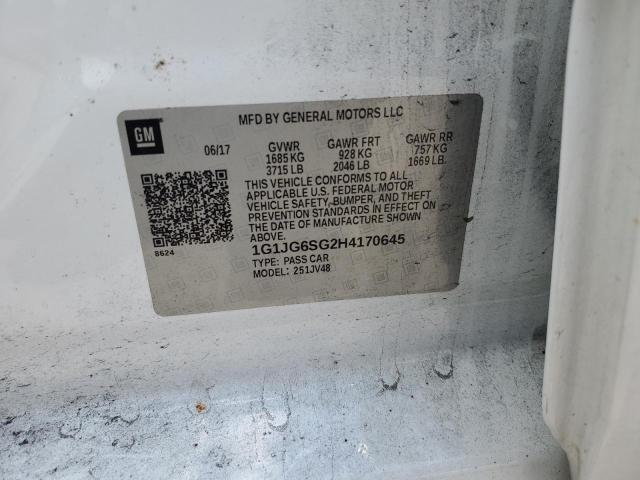 MFD BY GENERAL MOTORS LLC
GM
06/17 GVWR GAWR FRT GAWR RR
1685 KG 928 KG 757 KG
3715 LB 2046 LB 1669 LB.
THIS VEHICLE CONFORMS TO ALL
APPLICABLE U.S. FEDERAL MOTOR
VEHICLE SAFETY, BUMPER, AND THEFT
PREVENTION STANDARDS IN EFFECT ON
THE DATE OF MANUFACTURE SHOWN
ABOVE.
8624
1G1JG6SG2H4170645
TYPE: PASS CAR
MODEL: 251JV48